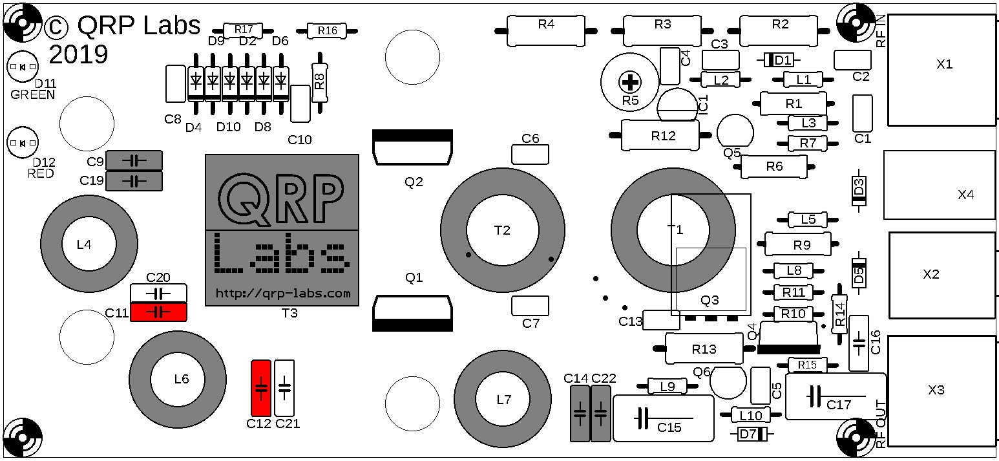 © QRP Labs
2019
R17
R16
D9
D2
D6
R4
R3
R2
RF IN
X1
C3
C4
D1
C2
L2
L1
D11
GREEN
R8
R5
IC1
R1
C8
D4
D10
D8
C10
L3
C1
R12
C6
R7
Q5
D12
RED
C9
C19
R6
Q2
D3
X4
QRP
Labs
http://qrp-labs.com
T3
L4
T2
T1
L5
R9
L8
D5
X2
C20
C11
Q1
R11
Q3
R10
R14
C7
C13
Q4
C16
R13
R15
L6
Q6
C14
C22
L9
C5
X3
L7
C17
C12
C21
C15
L10
D7
RF OUT